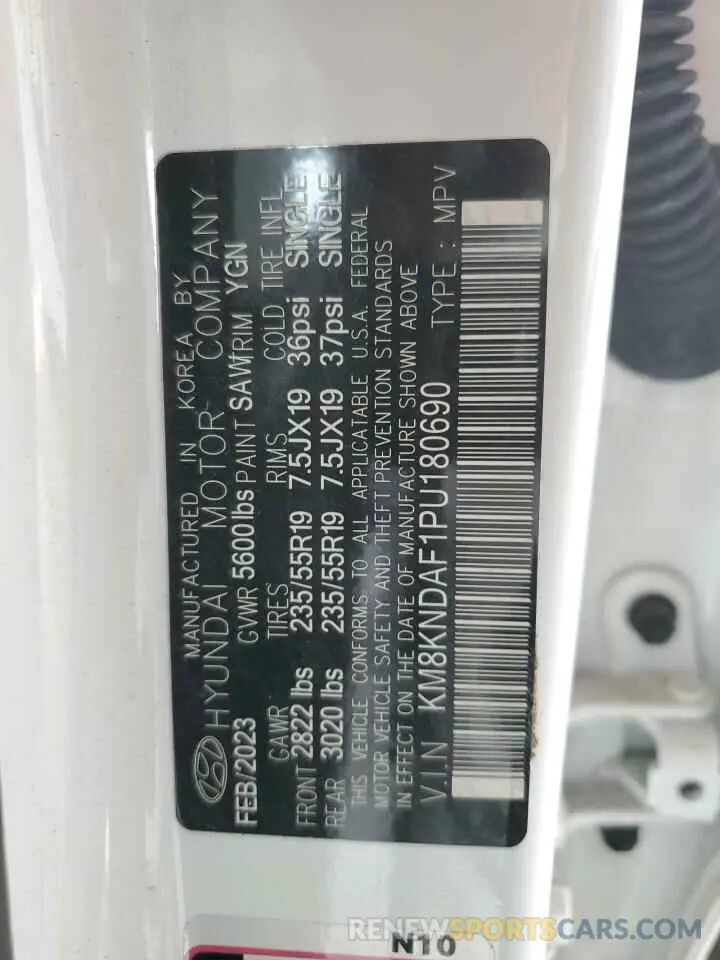 MANUFACTURED IN KOREA BY
HYUNDAI MOTOR COMPANY
FEB/2023 GVWR 5600lbs PAINT SAW TRIM YGN
GAWR TIRES RIMS COLD TIRE INFL
FRONT 2822 lbs 235/55R19 7.5JX19 36psi SINGLE
REAR 3020 lbs 235/55R19 7.5JX19 37psi SINGLE
THIS VEHICLE CONFORMS TO ALL APPLICATABLE U.S.A. FEDERAL
MOTOR VEHICLE SAFETY AND THEFT PREVENTION STANDARDS
IN EFFECT ON THE DATE OF MANUFACTURE SHOWN ABOVE
V.I.N KM8KNDAF1PU180690 TYPE : MPV
N10
RENEWSPORTSCARS.COM